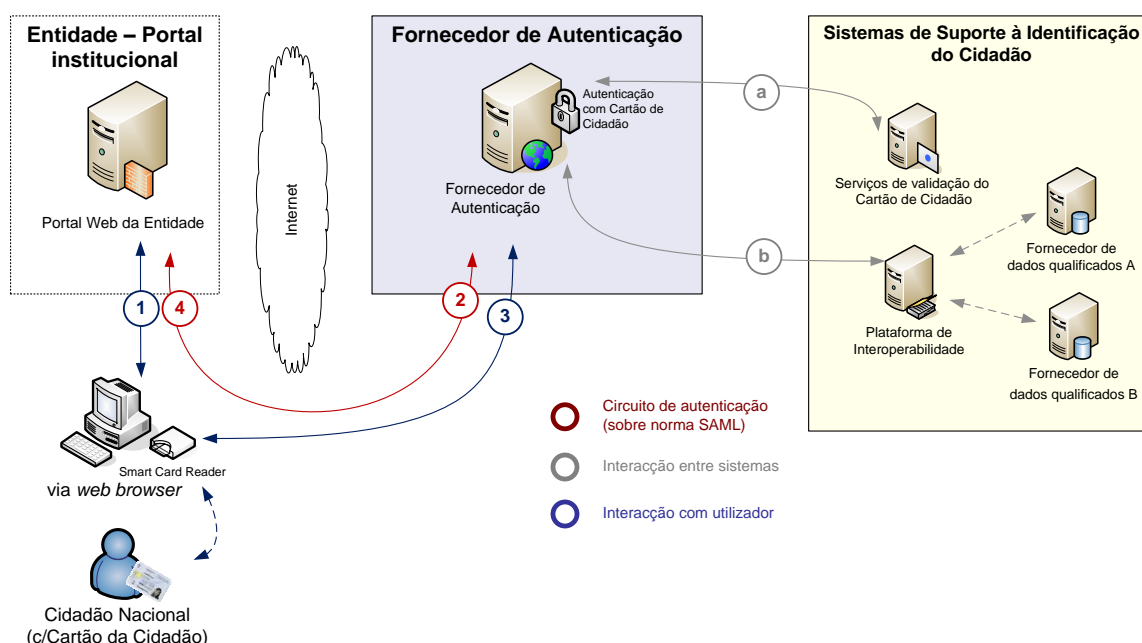 Entidade – Portal
institucional
Portal Web da Entidade
Internet
Fornecedor de Autenticação
Autenticação
com Cartão de
Cidadão
Fornecedor de
Autenticação
Sistemas de Suporte à Identificação
do Cidadão
Serviços de validação do
Cartão de Cidadão
Fornecedor de
dados qualificados A
Plataforma de
Interoperabilidade
Fornecedor de
dados qualificados B
a
b
1
4
2
3
Smart Card Reader
via web browser
Cidadão Nacional
(c/Cartão da Cidadão)
Circuito de autenticação
(sobre norma SAML)
Interacção entre sistemas
Interacção com utilizador